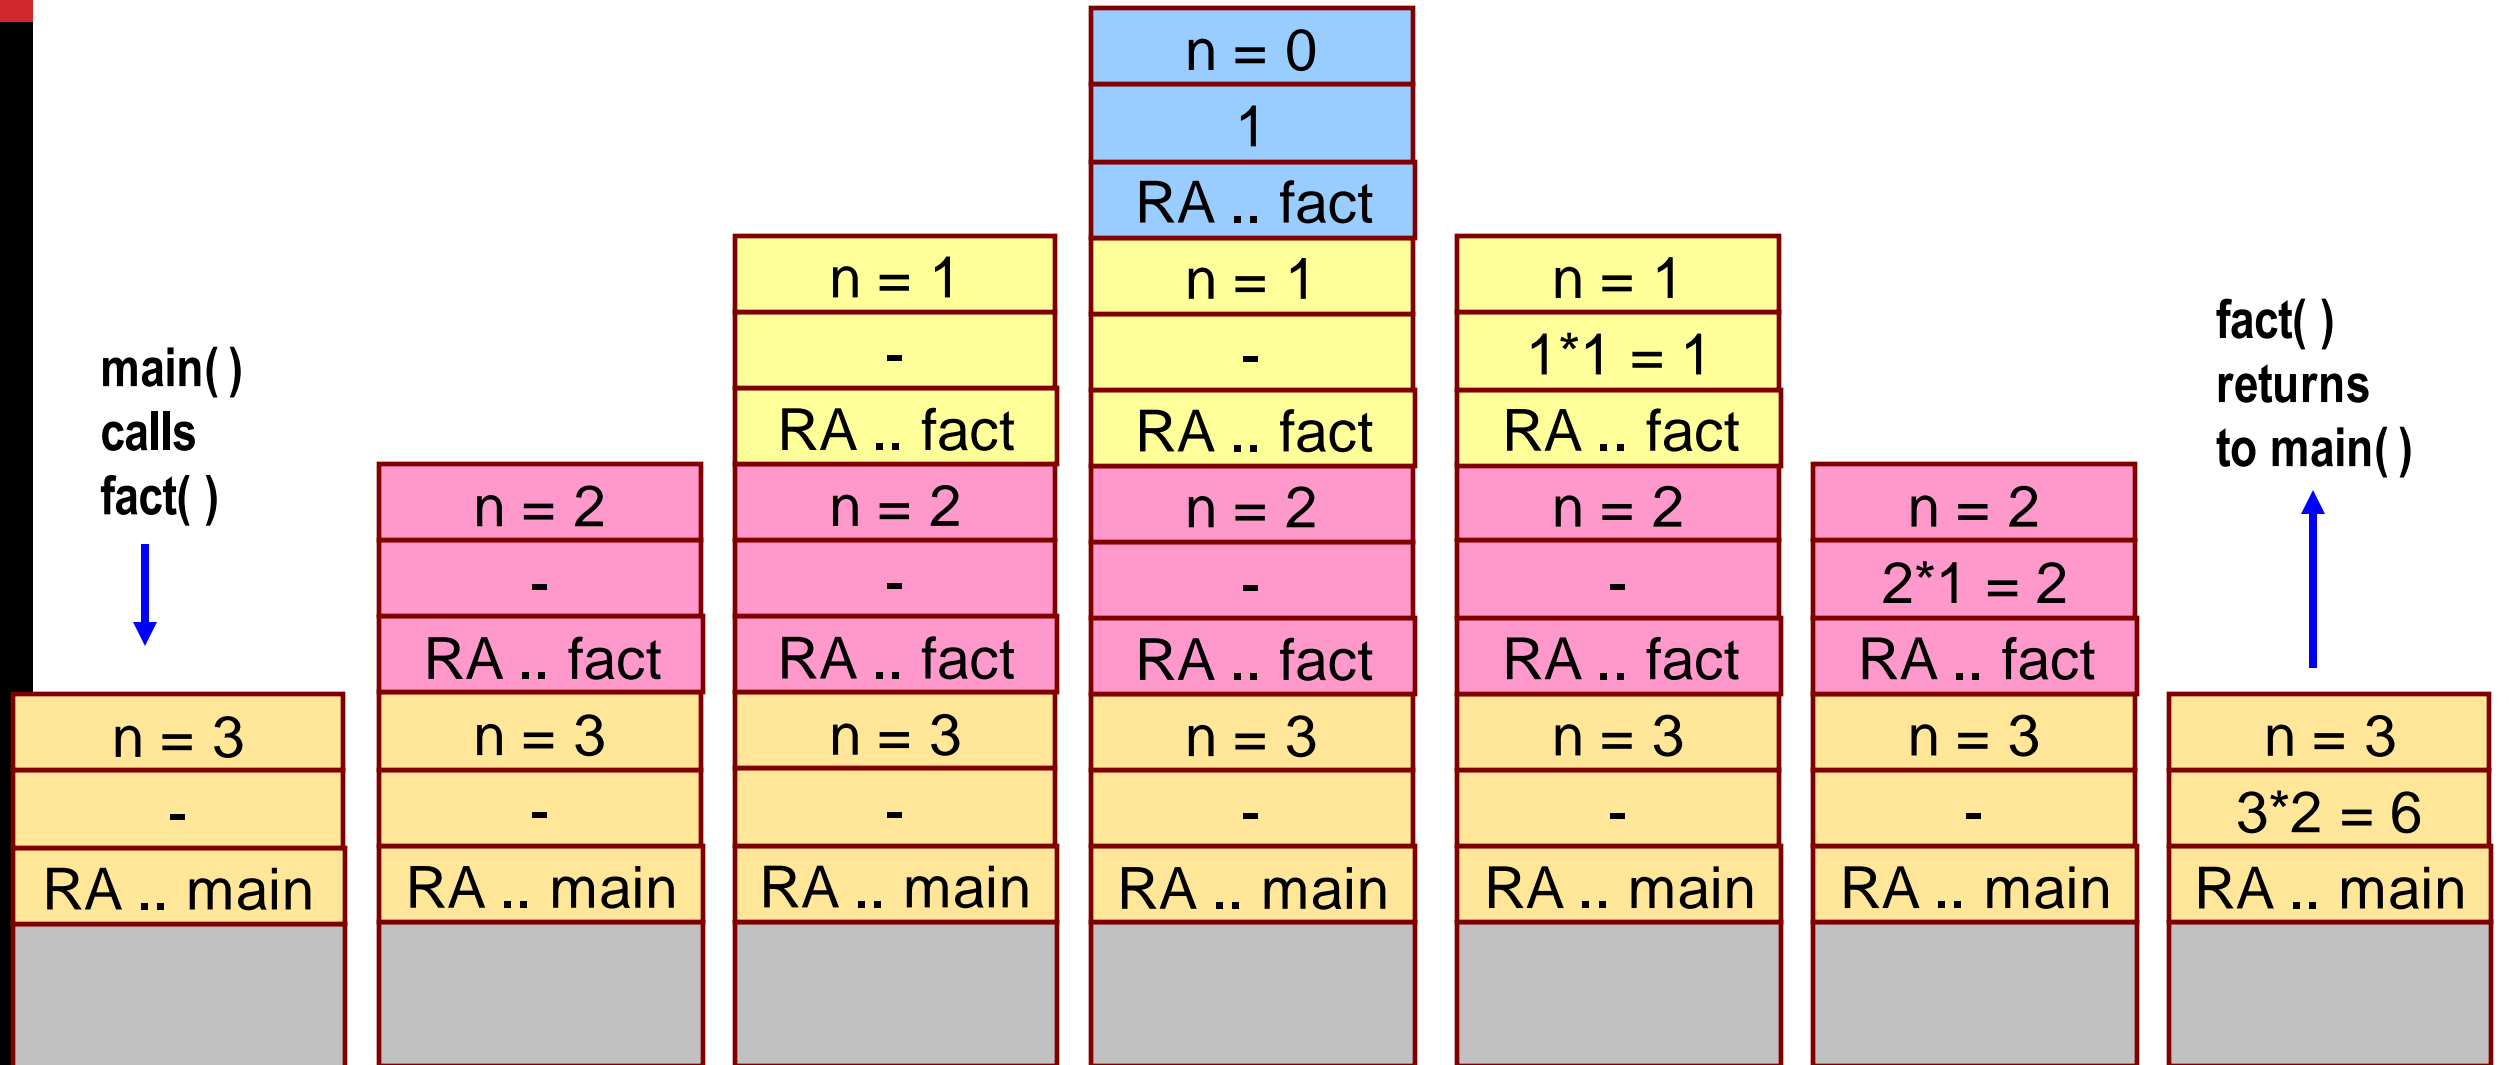 main( )
calls
fact( )
n = 3
-
RA .. main
n = 2
-
RA .. fact
n = 3
-
RA .. main
n = 1
-
RA .. fact
n = 2
-
RA .. fact
n = 3
-
RA .. main
n = 0
1
RA .. fact
n = 1
-
RA .. fact
n = 2
-
RA .. fact
n = 3
-
RA .. main
n = 1
1*1 = 1
RA .. fact
n = 2
-
RA .. fact
n = 3
-
RA .. main
n = 2
2*1 = 2
RA .. fact
n = 3
-
RA .. main
fact( )
returns
to main( )
n = 3
3*2 = 6
RA .. main